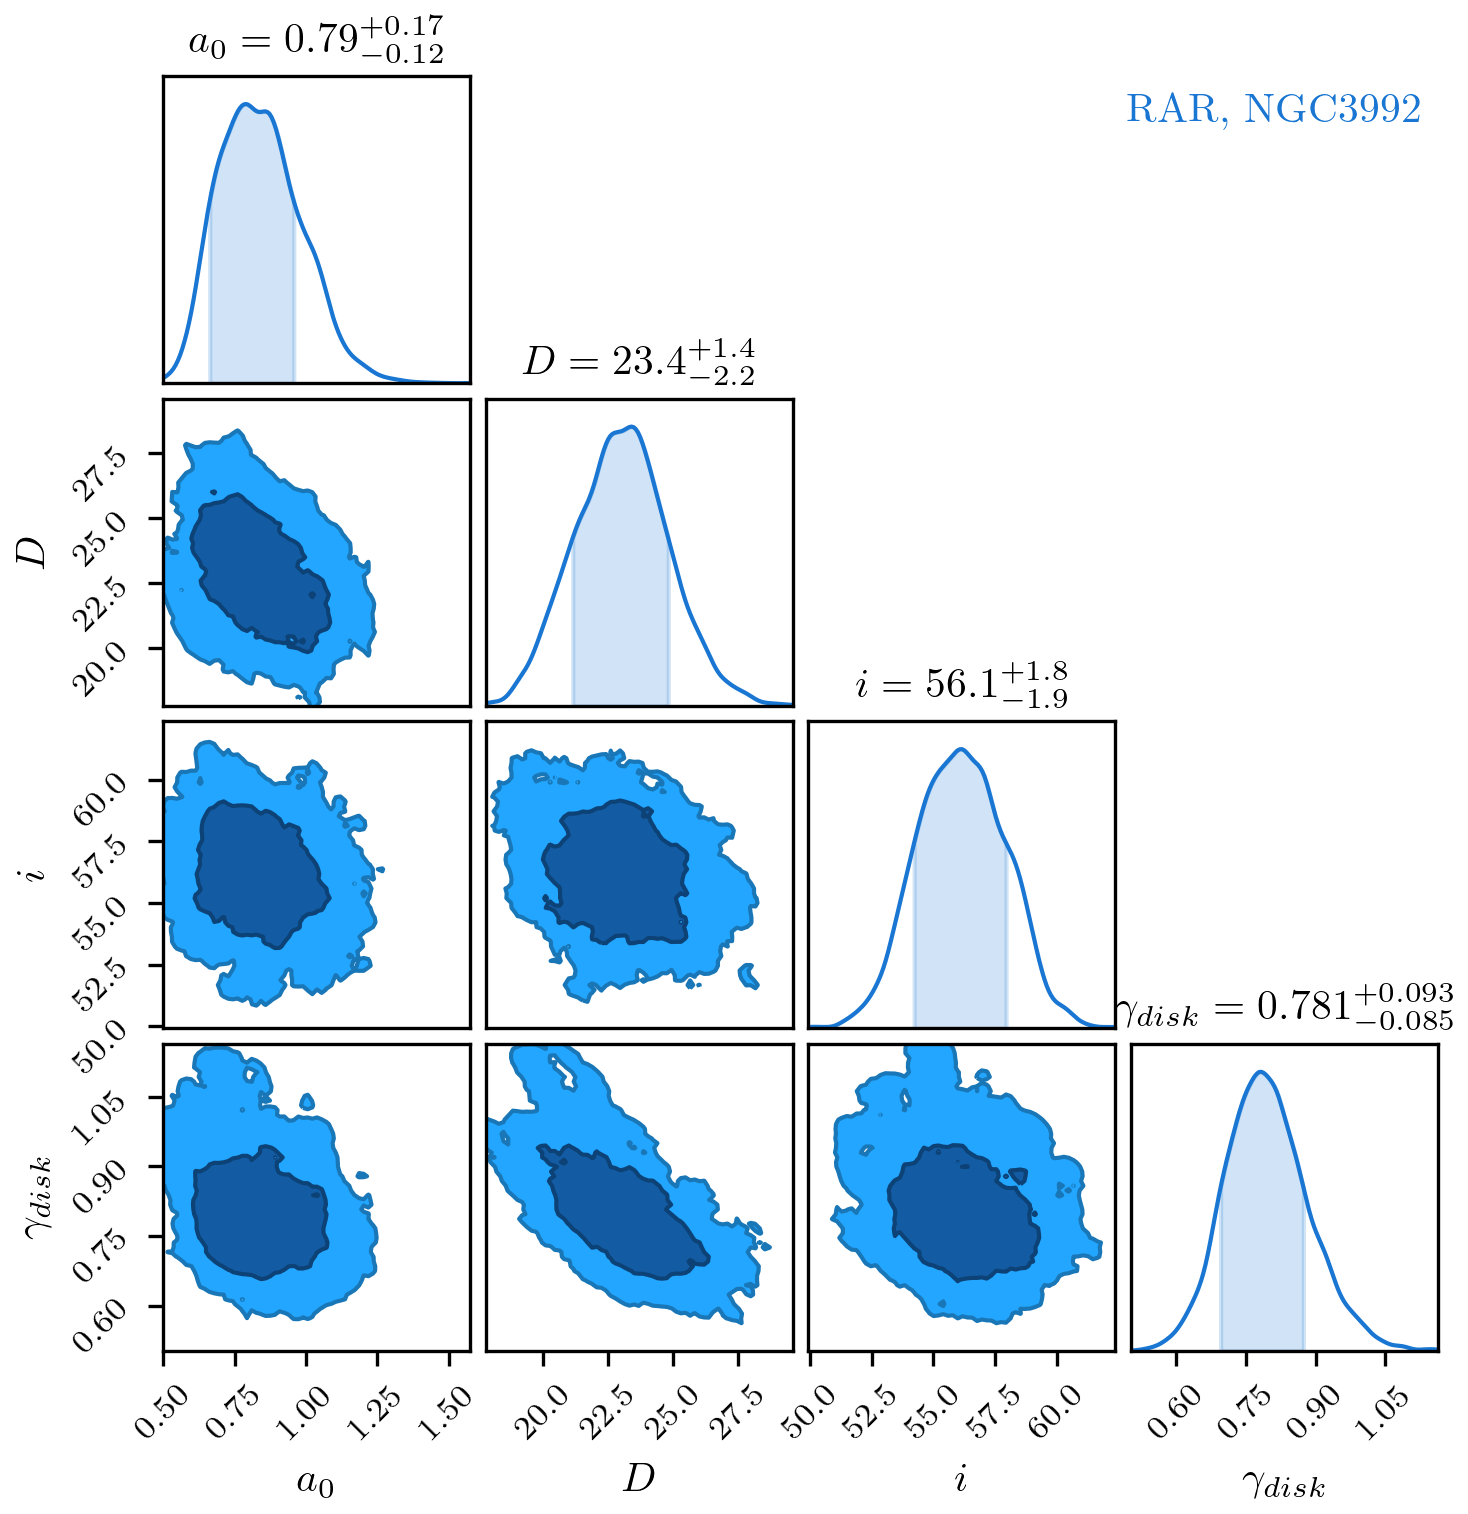 a_0 = 0.79^{+0.17}_{-0.12}
RAR, NGC3992
D = 23.4^{+1.4}_{-2.2}
27.5
25.0
22.5
20.0
D
i = 56.1^{+1.8}_{-1.9}
60.0
57.5
55.0
52.5
50.0
i
γ_{disk} = 0.781^{+0.093}_{-0.085}
1.05
0.90
0.75
0.60
γ_{disk}
0.50 0.75 1.00 1.25 1.50 20.0 22.5 25.0 27.5 50.0 52.5 55.0 57.5 60.0 0.60 0.75 0.90 1.05
a_0 D i γ_{disk}